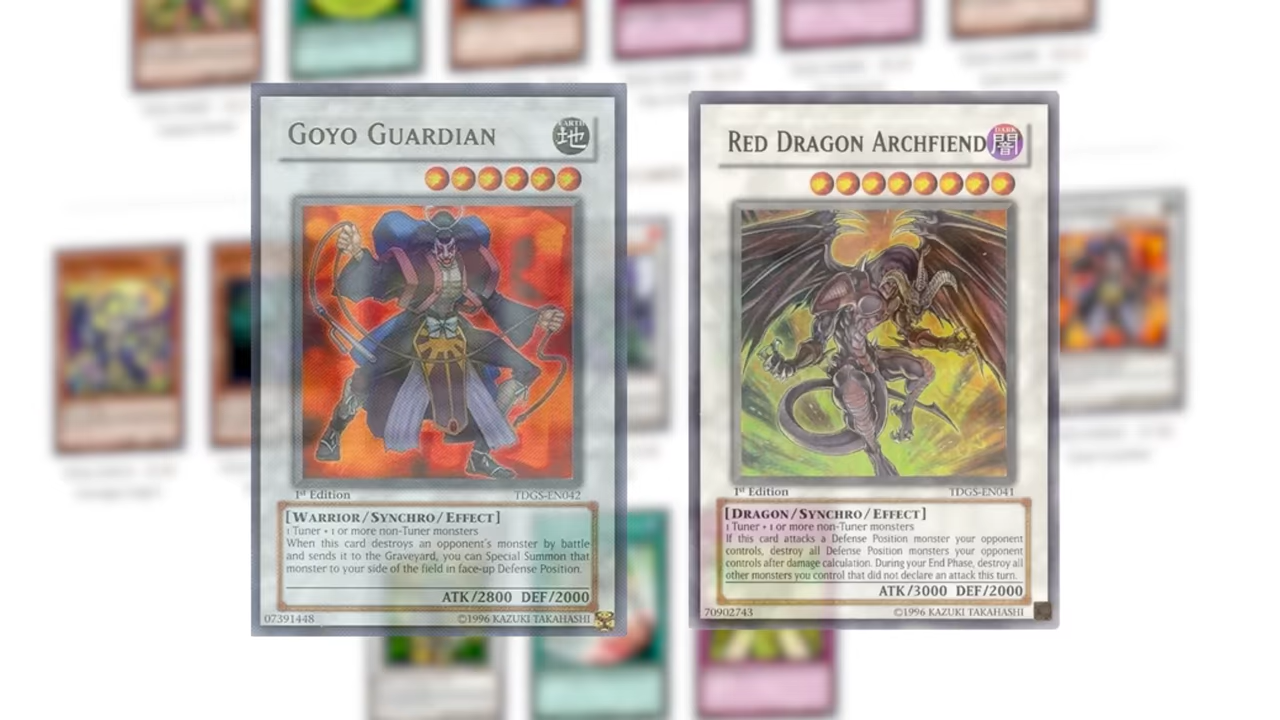 GOYO GUARDIAN
EARTH
地
1st Edition
TDGS-EN042
[WARRIOR/SYNCHRO/EFFECT]
1 Tuner + 1 or more non-Tuner monsters
When this card destroys an opponent's monster by battle
and sends it to the Graveyard, you can Special Summon that
monster to your side of the field in face-up Defense Position.
ATK/2800 DEF/2000
07391448
©1996 KAZUKI TAKAHASHI
RED DRAGON ARCHFIEND
DARK
闇
1st Edition
TDGS-EN041
[DRAGON/SYNCHRO/EFFECT]
1 Tuner + 1 or more non-Tuner monsters
If this card attacks a Defense Position monster your opponent
controls, destroy all Defense Position monsters your opponent
controls after damage calculation. During your End Phase, destroy all
other monsters you control that did not declare an attack this turn.
ATK/3000 DEF/2000
70902743
©1996 KAZUKI TAKAHASHI